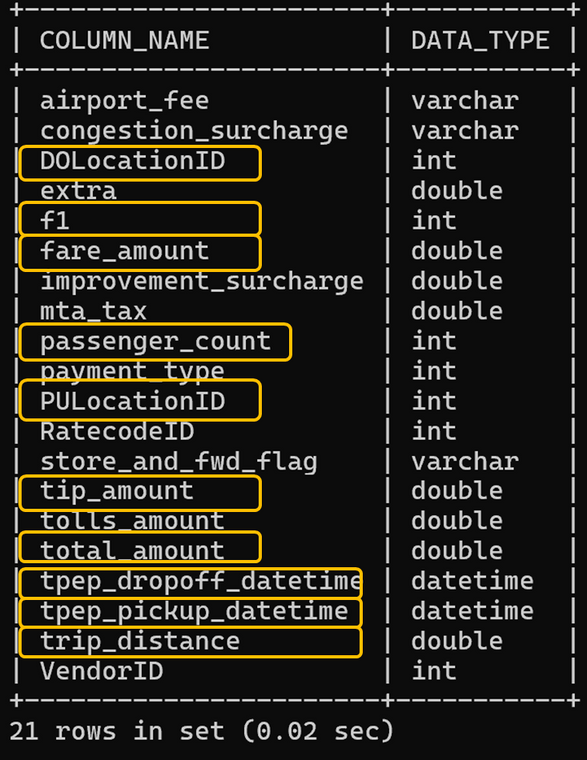 +------------------------+------------+
| COLUMN_NAME | DATA_TYPE |
+------------------------+------------+
| airport_fee | varchar |
| congestion_surcharge | varchar |
| DOLocationID | int |
| extra | double |
| f1 | int |
| fare_amount | double |
| improvement_surcharge | double |
| mta_tax | double |
| passenger_count | int |
| payment_type | int |
| PULocationID | int |
| RatecodeID | int |
| store_and_fwd_flag | varchar |
| tip_amount | double |
| tolls_amount | double |
| total_amount | double |
| tpep_dropoff_datetime | datetime |
| tpep_pickup_datetime | datetime |
| trip_distance | double |
| VendorID | int |
+------------------------+------------+
21 rows in set (0.02 sec)